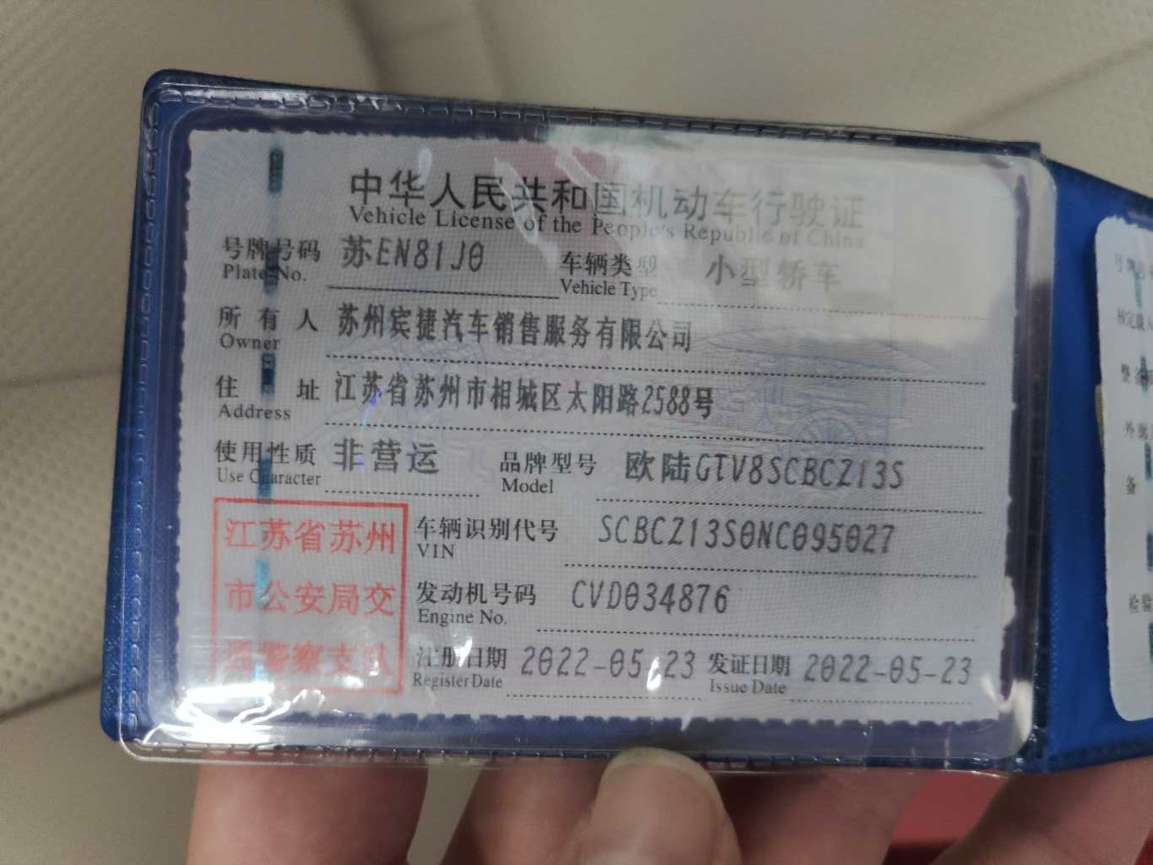 中华人民共和国机动车行驶证
Vehicle License of the People's Republic of China
号牌号码 苏EN81J0 车辆类型 小型轿车
Plate No. Vehicle Type
所有人 苏州宾捷汽车销售服务有限公司
Owner
住址 江苏省苏州市相城区太阳路2588号
Address
使用性质 非营运 品牌型号 欧陆GTV8SCBCZ13S
Use Character Model
江苏省苏州
市公安局交
通警察支队
车辆识别代号 SCBCZ13S0NC095027
VIN
发动机号码 CVD034876
Engine No.
注册日期 2022-05-23 发证日期 2022-05-23
Register Date Issue Date